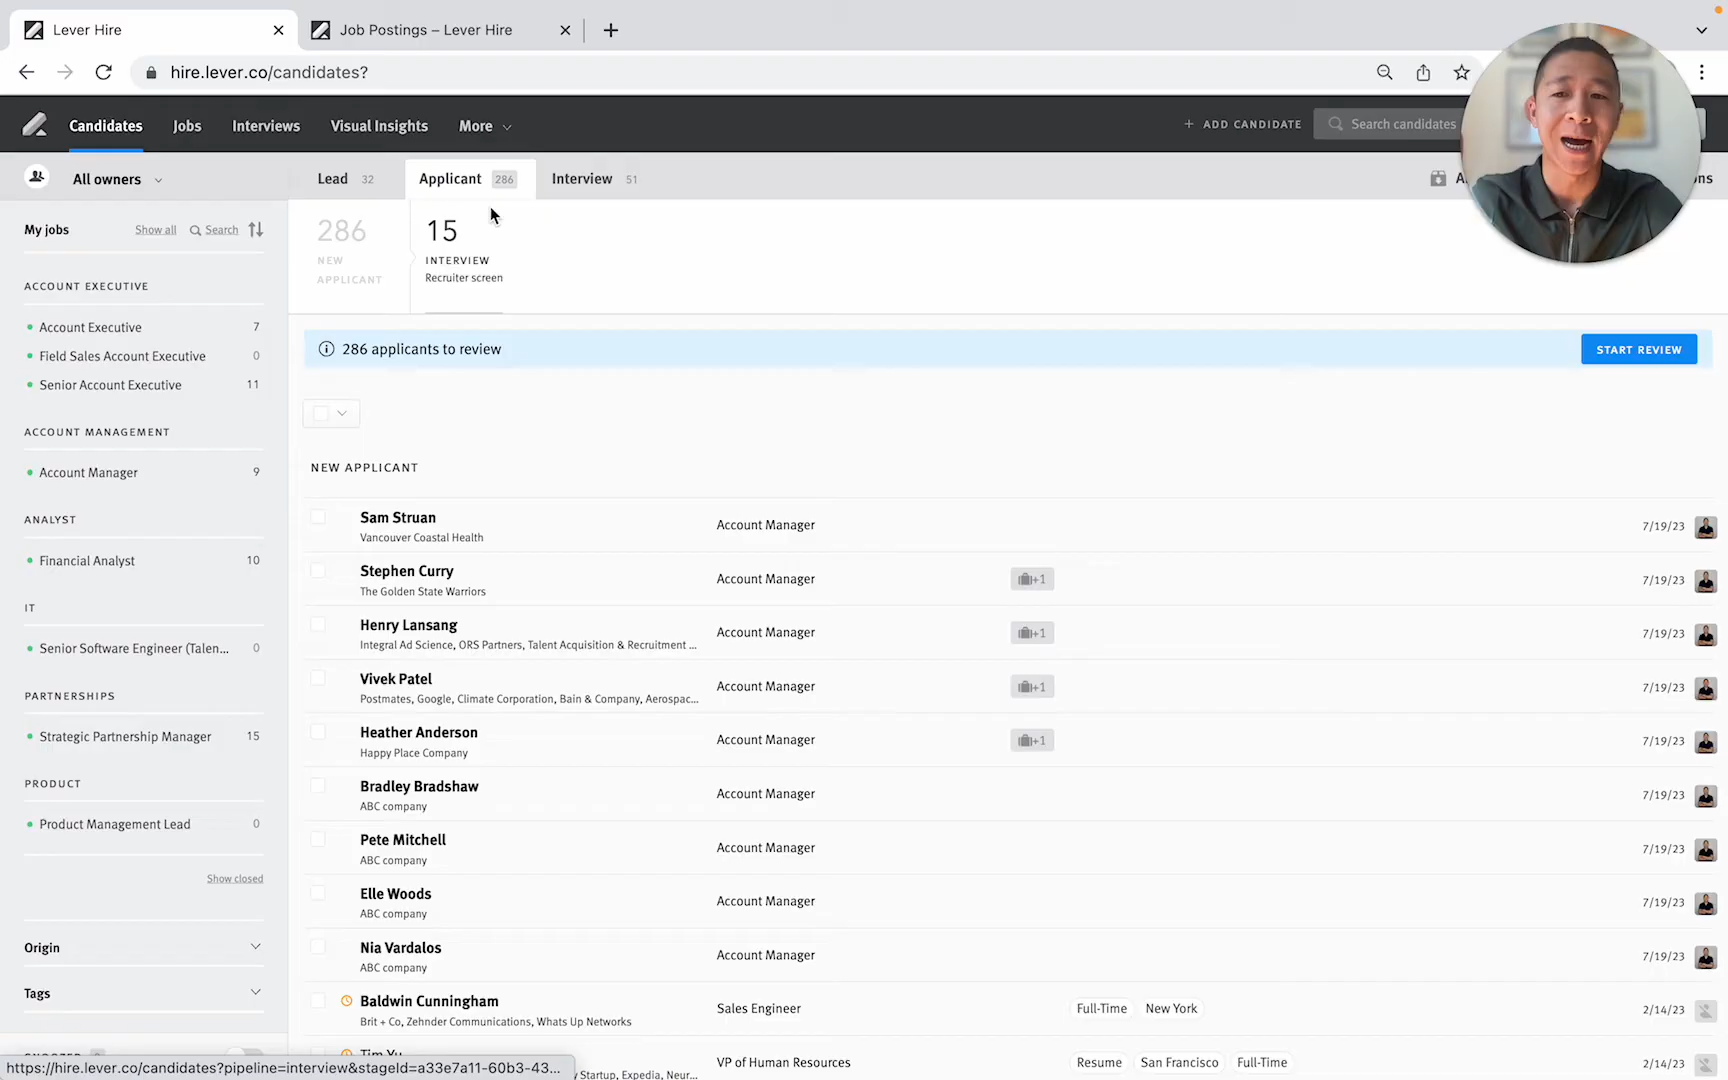 Lever Hire
Job Postings – Lever Hire
hire.lever.co/candidates?
Candidates
Jobs
Interviews
Visual Insights
More
+ ADD CANDIDATE
Search candidates
All owners
Lead 32
Applicant 286
Interview 51
My jobs
Show all
Search
286
NEW
APPLICANT
15
INTERVIEW
Recruiter screen
286 applicants to review
START REVIEW
ACCOUNT EXECUTIVE
Account Executive 7
Field Sales Account Executive 0
Senior Account Executive 11
ACCOUNT MANAGEMENT
Account Manager 9
ANALYST
Financial Analyst 10
IT
Senior Software Engineer (Talen... 0
PARTNERSHIPS
Strategic Partnership Manager 15
PRODUCT
Product Management Lead 0
Show closed
Origin
Tags
NEW APPLICANT
Sam Struan
Vancouver Coastal Health
Account Manager
7/19/23
Stephen Curry
The Golden State Warriors
Account Manager
+1
7/19/23
Henry Lansang
Integral Ad Science, ORS Partners, Talent Acquisition & Recruitment ...
Account Manager
+1
7/19/23
Vivek Patel
Postmates, Google, Climate Corporation, Bain & Company, Aerospac...
Account Manager
+1
7/19/23
Heather Anderson
Happy Place Company
Account Manager
+1
7/19/23
Bradley Bradshaw
ABC company
Account Manager
7/19/23
Pete Mitchell
ABC company
Account Manager
7/19/23
Elle Woods
ABC company
Account Manager
7/19/23
Nia Vardalos
ABC company
Account Manager
7/19/23
Baldwin Cunningham
Brit + Co, Zehnder Communications, Whats Up Networks
Sales Engineer
Full-Time
New York
2/14/23
Tim Yu
Startup, Expedia, Neur...
VP of Human Resources
Resume
San Francisco
Full-Time
2/14/23
https://hire.lever.co/candidates?pipeline=interview&stageId=a33e7a11-60b3-43...